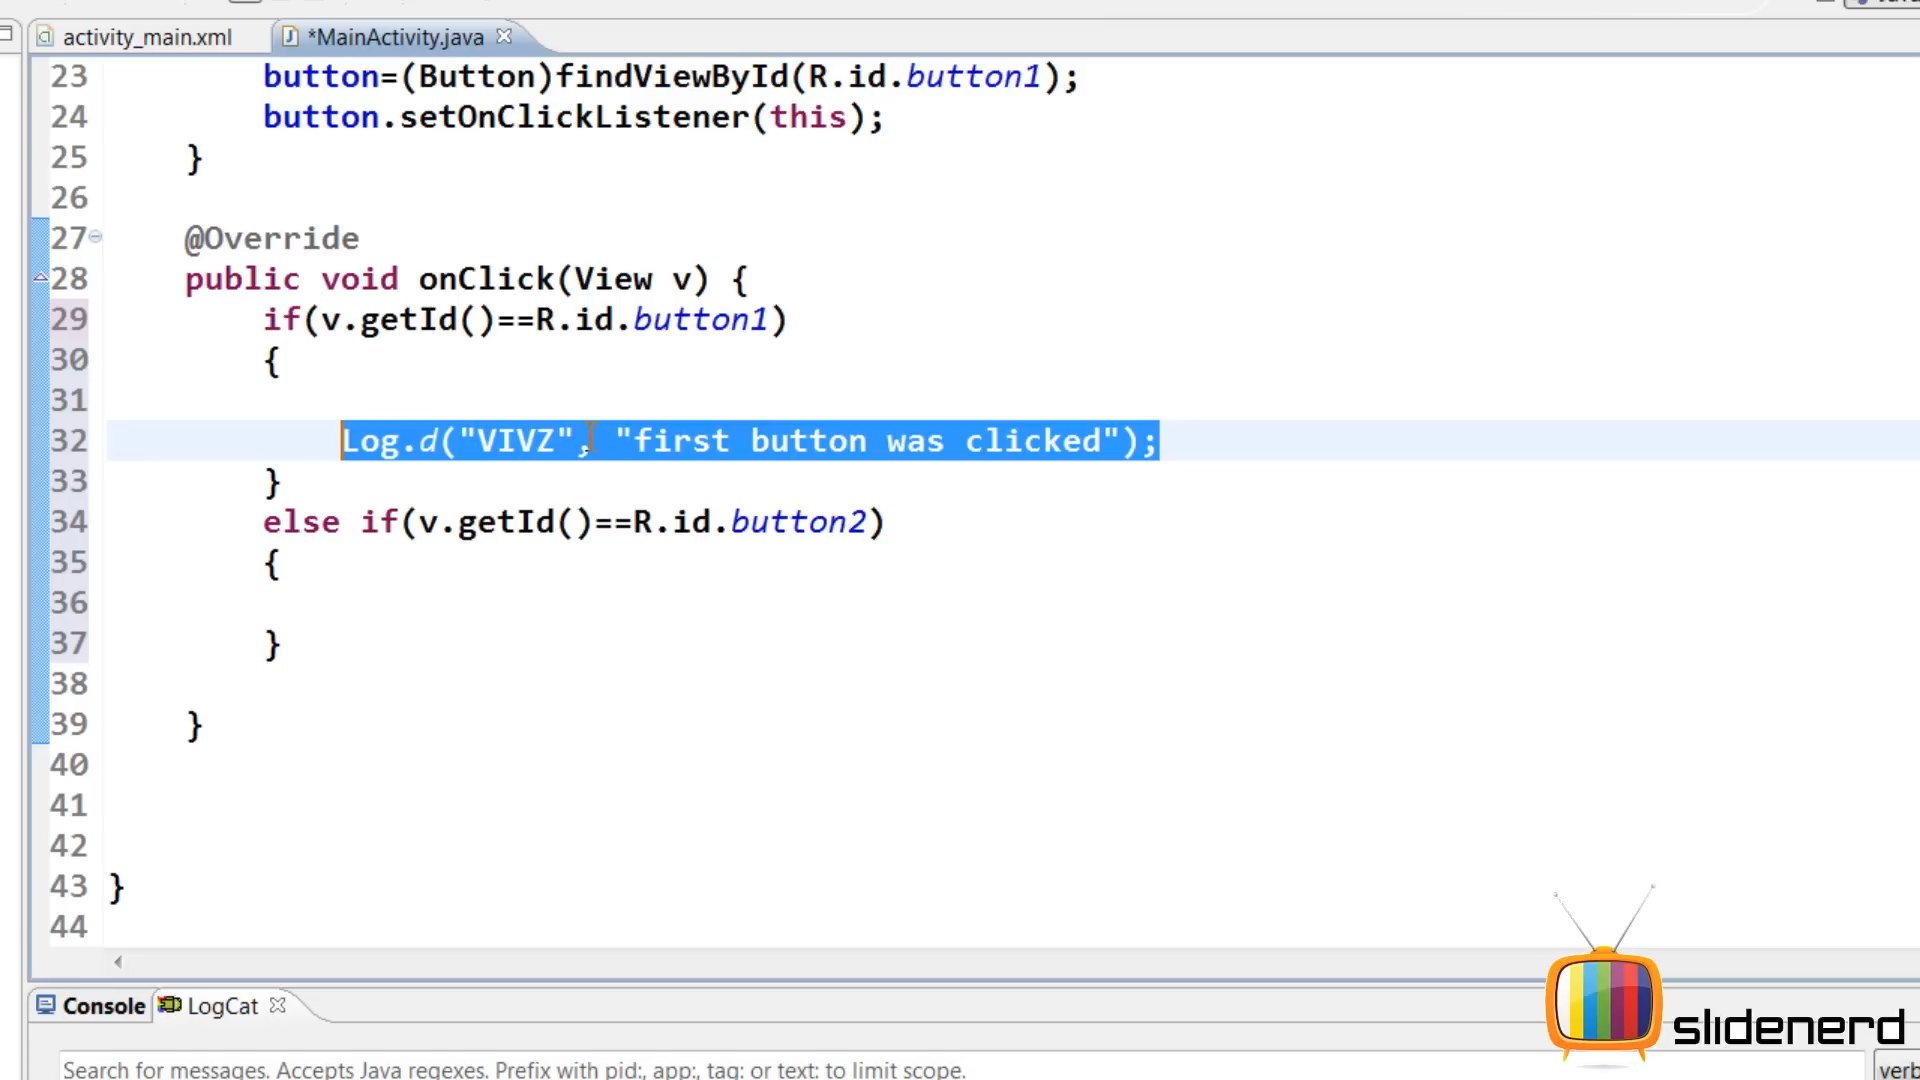 activity_main.xml
*MainActivity.java
23 button=(Button)findViewById(R.id.button1);
24 button.setOnClickListener(this);
25 }
26
27 @Override
28 public void onClick(View v) {
29 if(v.getId()==R.id.button1)
30 {
31
32 Log.d("VIVZ", "first button was clicked");
33 }
34 else if(v.getId()==R.id.button2)
35 {
36
37 }
38
39 }
40
41
42
43 }
44
Console
LogCat
slidenerd
Search for messages. Accepts Java regexes. Prefix with pid:, app:, tag: or text: to limit scope.